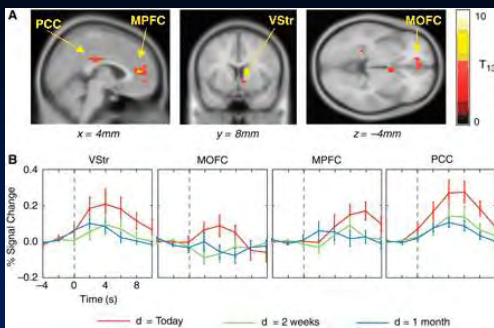 A
PCC
MPFC
VStr
MOFC
10
T13
0
x = 4mm
y = 8mm
z = −4mm
B
VStr
MOFC
MPFC
PCC
% Signal Change
0.4
0.2
0.0
−0.2
−4
0
4
8
Time (s)
d = Today
d = 2 weeks
d = 1 month